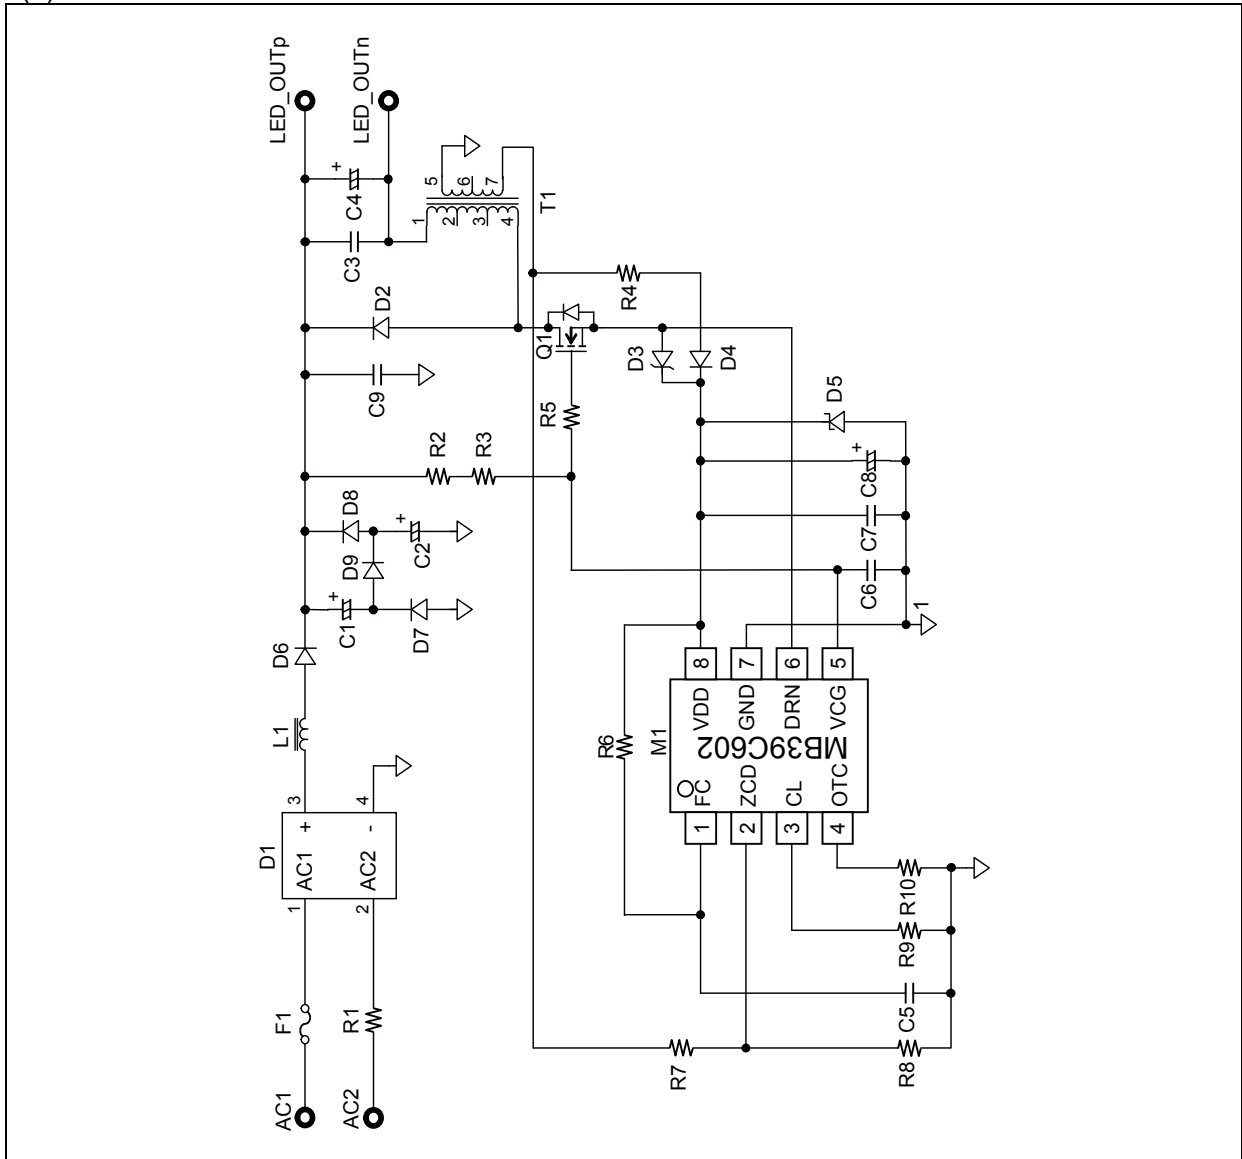 LED_OUTp
LED_OUTn
+
C4
C3
5
6
7
1
2
3
4
T1
D2
R4
Q1
D3
D4
C9
R5
D5
R2
R3
+
C8
D8
D9
+
C2
C7
+
C1
D7
C6
1
D6
L1
R6
M1
8
7
6
5
VDD
GND
DRN
VCG
MB39C602
FC
ZCD
CL
OTC
1
2
3
4
3
4
D1
+
-
AC1
AC2
1
2
R10
R9
C5
R8
R7
F1
R1
AC1
AC2